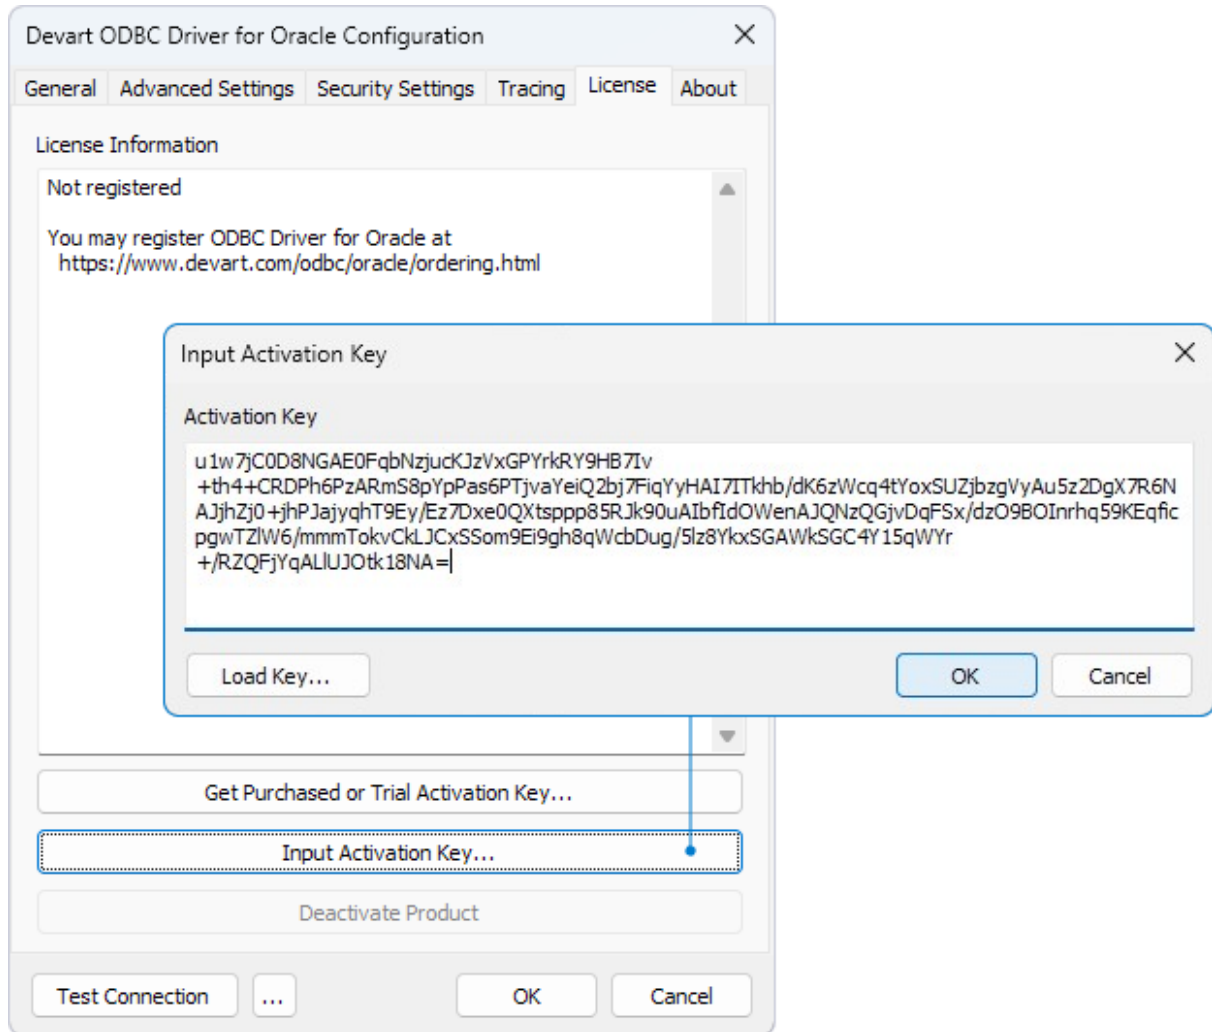 Devart ODBC Driver for Oracle Configuration
General Advanced Settings Security Settings Tracing License About
License Information
Not registered
You may register ODBC Driver for Oracle at
https://www.devart.com/odbc/oracle/ordering.html
Input Activation Key
Activation Key
u1w7jC0D8NGAE0FqbNzjucKJzVxGPYrkRY9HB7Iv
+th4+CRDPh6PzARmS8pYpPas6PTjvaYeiQ2bj7FiqYyHAI7ITkhb/dK6zWcq4tYoxSUZjbzgVyAu5z2DgX7R6N
AJjhZj0+jhPJajyqhT9Ey/Ez7Dxe0QXtsppp85RJk90uAIbfIdOWenAJQNzQGjvDqFSx/dzO9BOInrhq59KEqfic
pgwTZlW6/mmmTokvCkLJCxSSom9Ei9gh8qWcbDug/5lz8YkxSGAWkSGC4Y15qWYr
+/RZQFjYqALlUJOtk18NA=
Load Key...
OK
Cancel
Get Purchased or Trial Activation Key...
Input Activation Key...
Deactivate Product
Test Connection
...
OK
Cancel